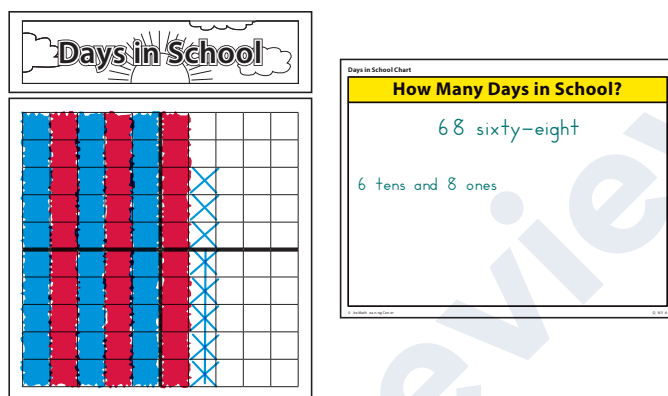 Days in School
Days in School Chart
How Many Days in School?
68 sixty-eight
6 tens and 8 ones
eview